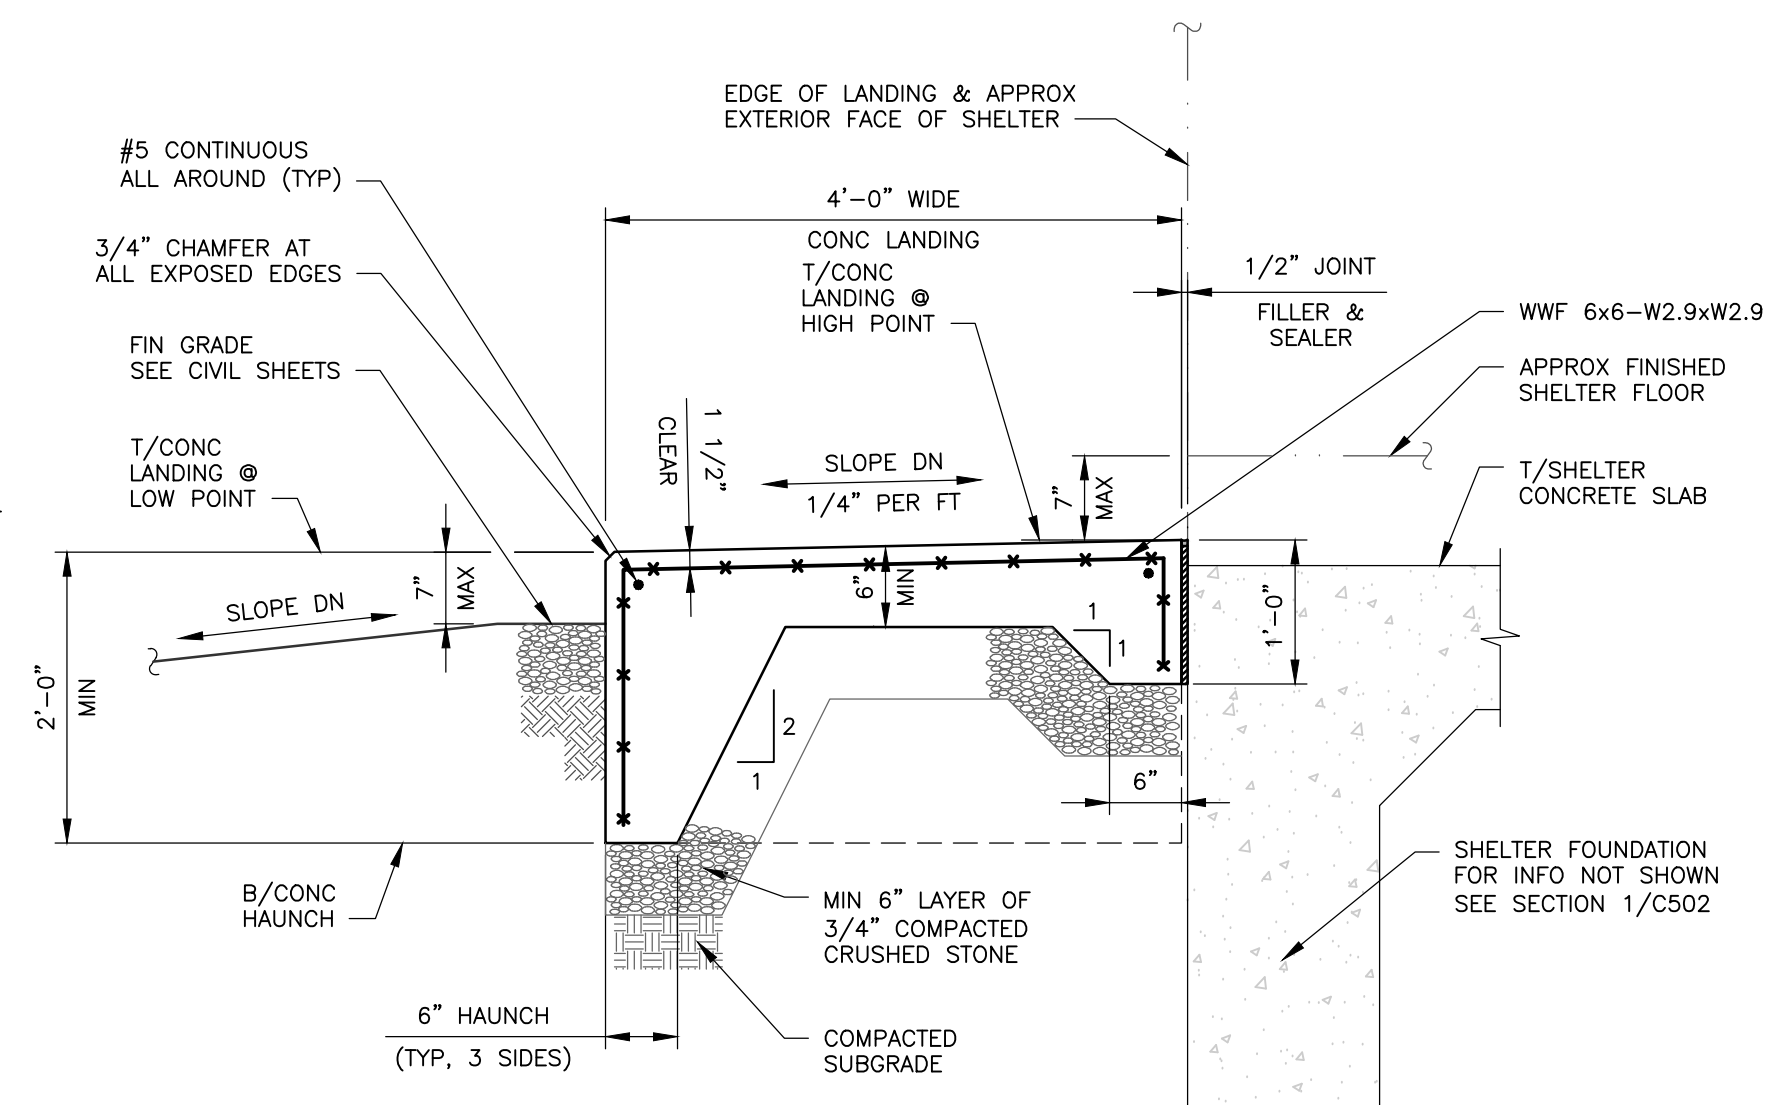 EDGE OF LANDING & APPROX
EXTERIOR FACE OF SHELTER
#5 CONTINUOUS
ALL AROUND (TYP)
4'-0" WIDE
CONC LANDING
3/4" CHAMFER AT
ALL EXPOSED EDGES
T/CONC
LANDING @
HIGH POINT
1/2" JOINT
FILLER &
SEALER
WWF 6x6-W2.9xW2.9
FIN GRADE
SEE CIVIL SHEETS
APPROX FINISHED
SHELTER FLOOR
1 1/2"
CLEAR
T/CONC
LANDING @
LOW POINT
SLOPE DN
1/4" PER FT
7"
MAX
T/SHELTER
CONCRETE SLAB
7"
MAX
SLOPE DN
6"
MIN
1
1
1'-0"
2'-0"
MIN
2
1
6"
B/CONC
HAUNCH
MIN 6" LAYER OF
3/4" COMPACTED
CRUSHED STONE
SHELTER FOUNDATION
FOR INFO NOT SHOWN
SEE SECTION 1/C502
6" HAUNCH
(TYP, 3 SIDES)
COMPACTED
SUBGRADE